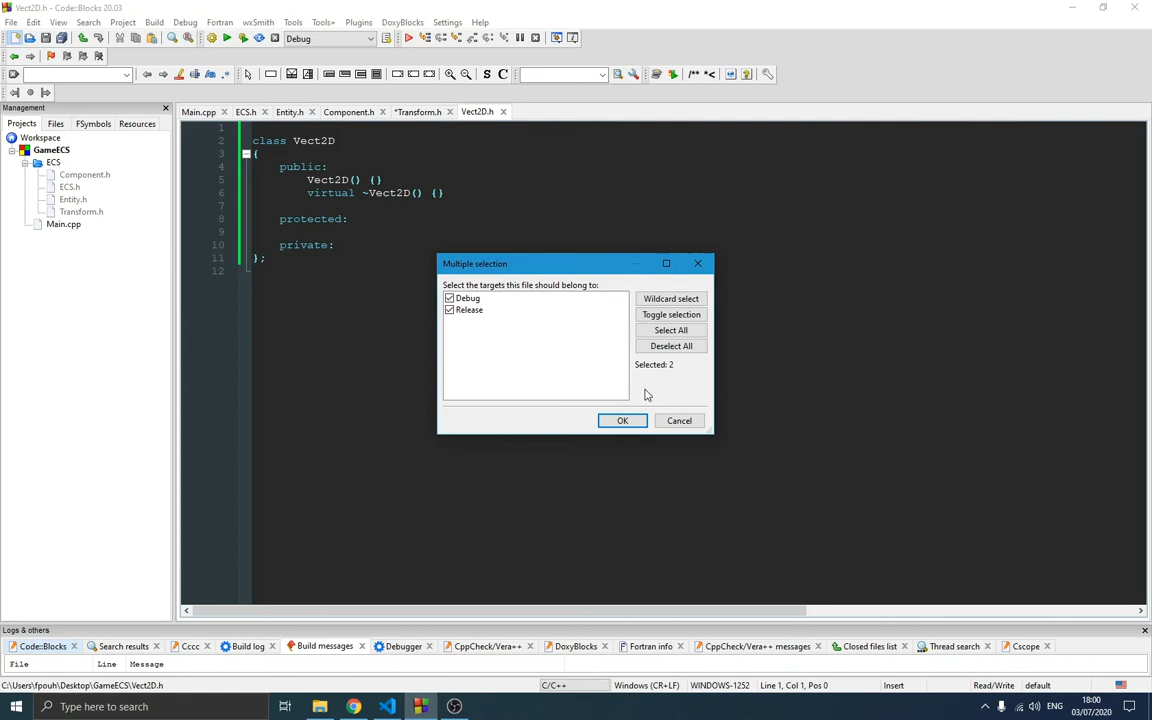 Vect2D.h - Code::Blocks 20.03
File Edit View Search Project Build Debug Fortran wxSmith Tools Tools+ Plugins DoxyBlocks Settings Help
Debug
S C /** *<
Management
Main.cpp ECS.h Entity.h Component.h *Transform.h Vect2D.h
Projects Files FSymbols Resources
Workspace
GameECS
ECS
Component.h
ECS.h
Entity.h
Transform.h
Main.cpp
1
2 class Vect2D
3 {
4 public:
5 Vect2D() {}
6 virtual ~Vect2D() {}
7
8 protected:
9
10 private:
11 };
12
Multiple selection
Select the targets this file should belong to:
Debug
Release
Wildcard select
Toggle selection
Select All
Deselect All
Selected: 2
OK Cancel
Logs & others
Code::Blocks Search results Cccc Build log Build messages Debugger CppCheck/Vera++ DoxyBlocks Fortran info CppCheck/Vera++ messages Closed files list Thread search Cscope
File Line Message
C:\Users\fpouh\Desktop\GameECS\Vect2D.h C/C++ Windows (CR+LF) WINDOWS-1252 Line 1, Col 1, Pos 0 Insert Read/Write default
Type here to search ENG 18:00
03/07/2020